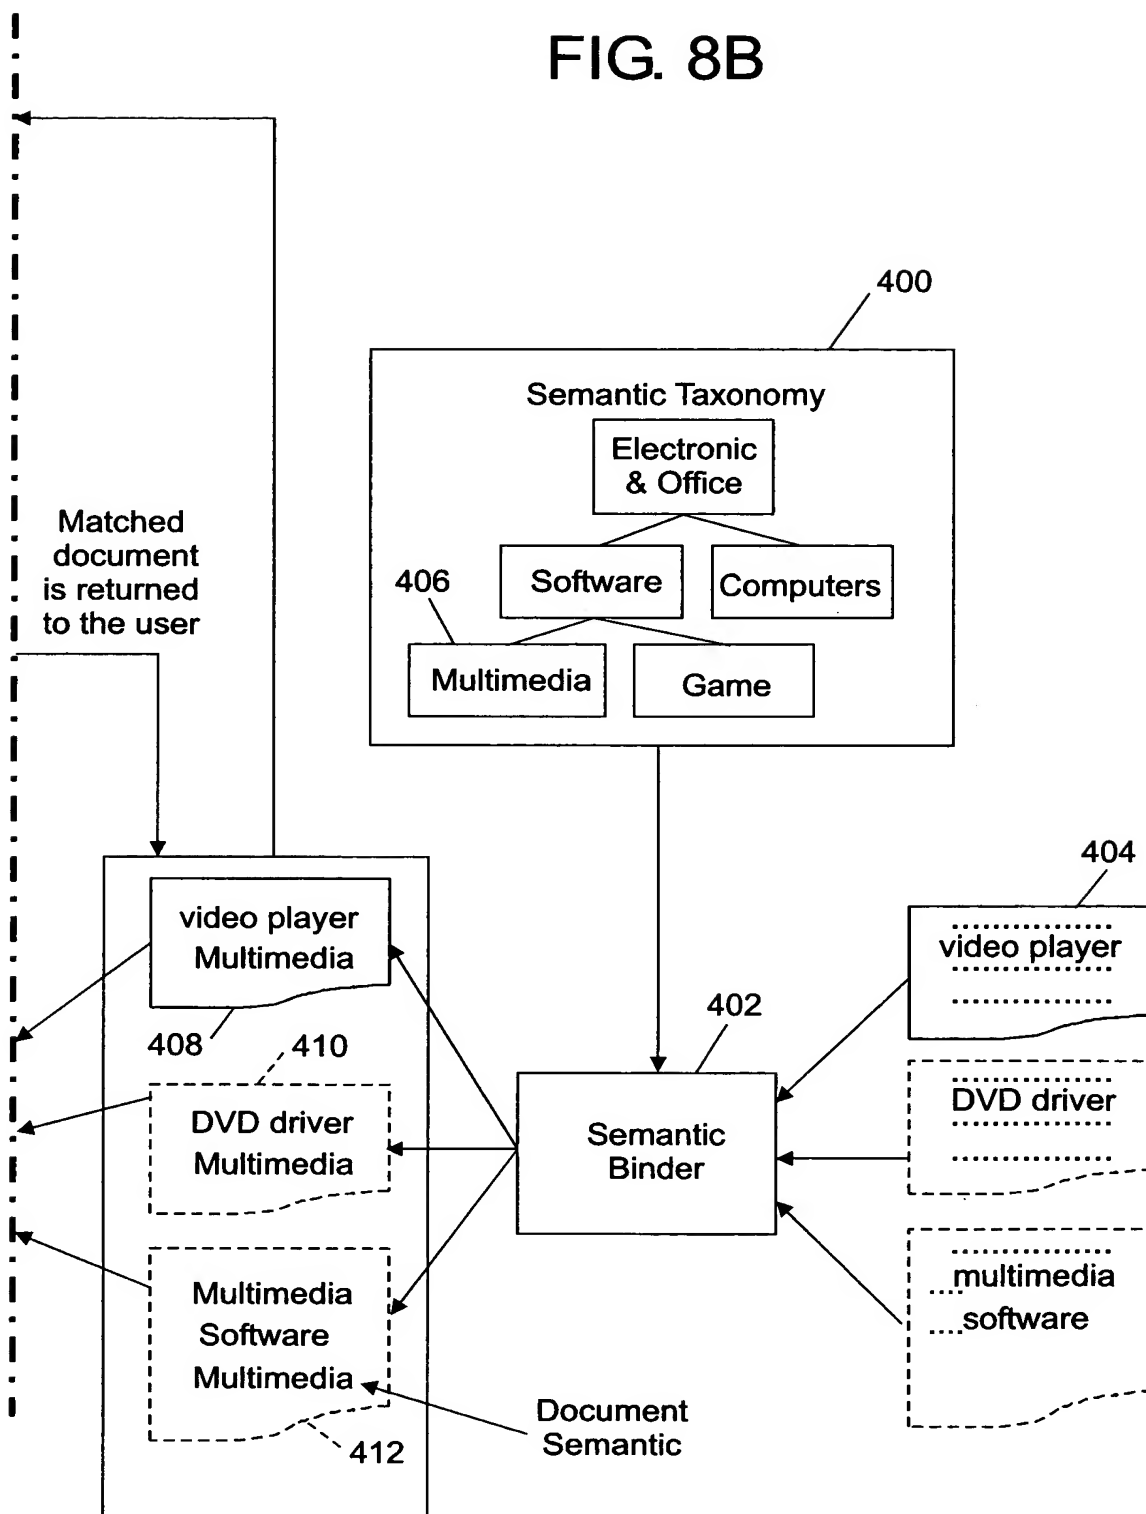 FIG. 8B
400
Semantic Taxonomy
Electronic
& Office
Software
Computers
406
Multimedia
Game
Matched
document
is returned
to the user
404
video player
Multimedia
408
410
DVD driver
Multimedia
Multimedia
Software
Multimedia
412
Document
Semantic
402
Semantic
Binder
video player
DVD driver
multimedia
software